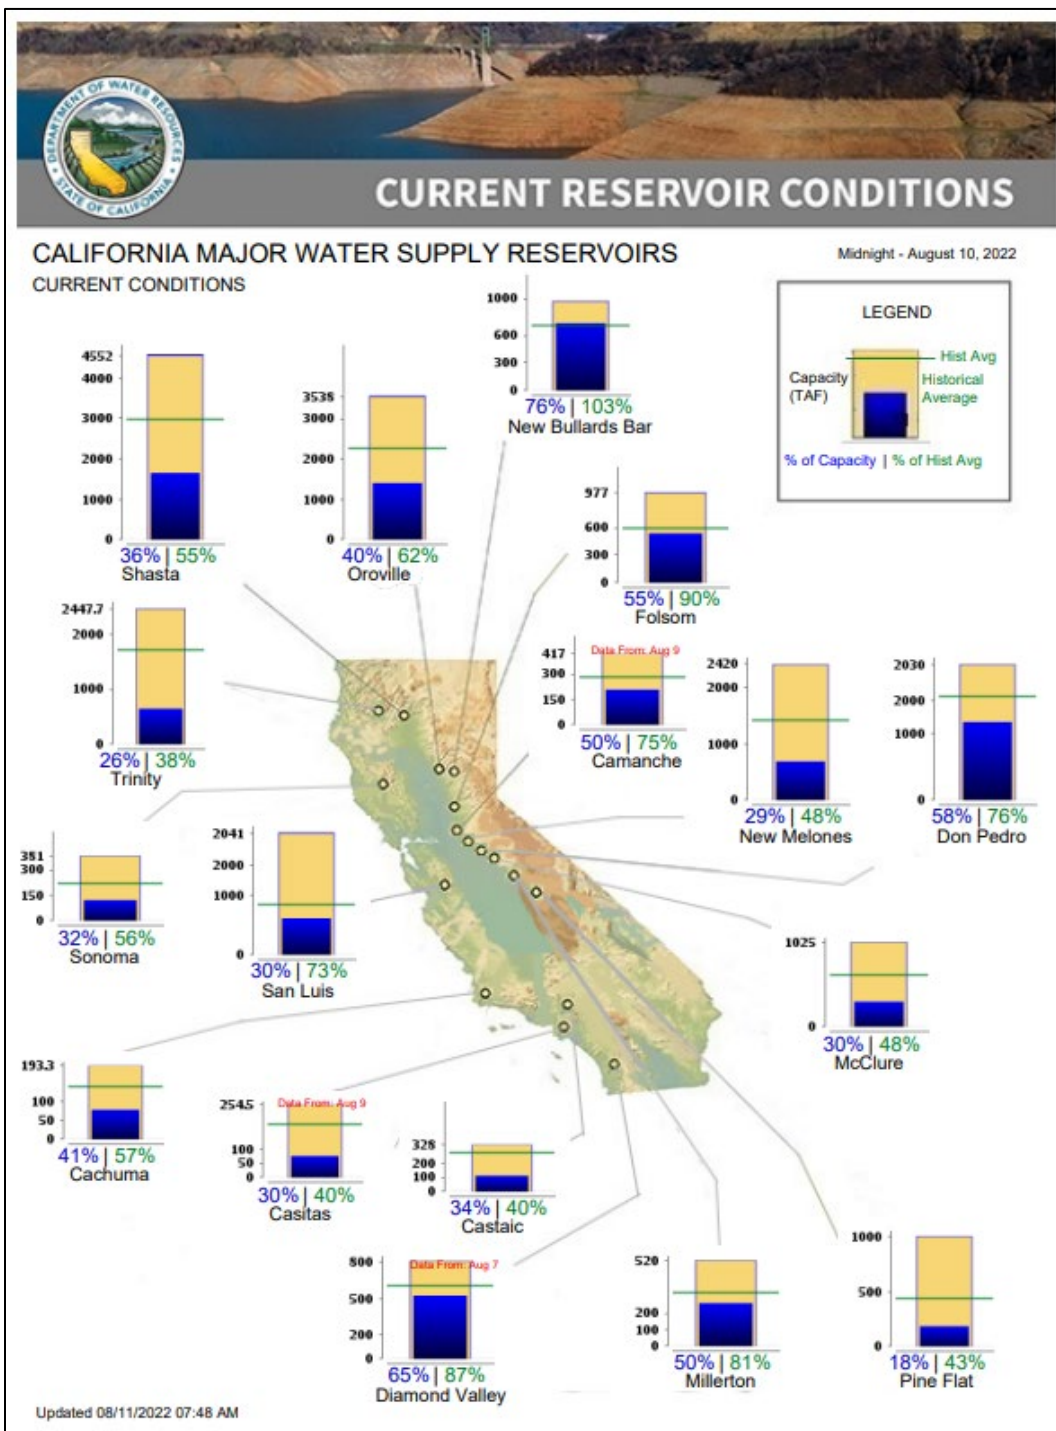 DEPARTMENT OF WATER RESOURCES
STATE OF CALIFORNIA
CURRENT RESERVOIR CONDITIONS
CALIFORNIA MAJOR WATER SUPPLY RESERVOIRS
Midnight - August 10, 2022
CURRENT CONDITIONS
LEGEND
Hist Avg
Capacity
(TAF)
Historical
Average
% of Capacity | % of Hist Avg
1000
600
300
0
76% | 103%
New Bullards Bar
4552
4000
3000
2000
1000
0
36% | 55%
Shasta
3538
3000
2000
1000
0
40% | 62%
Oroville
977
600
300
0
55% | 90%
Folsom
2447.7
2000
1000
0
26% | 38%
Trinity
Data From: Aug 9
417
300
150
0
50% | 75%
Camanche
2420
2000
1000
0
29% | 48%
New Melones
2030
2000
1000
0
58% | 76%
Don Pedro
381
300
150
0
32% | 56%
Sonoma
2041
2000
1000
0
30% | 73%
San Luis
1025
0
30% | 48%
McClure
193.3
100
50
0
41% | 57%
Cachuma
Data From: Aug 9
254.5
100
50
0
30% | 40%
Casitas
328
200
100
0
34% | 40%
Castaic
Data From: Aug 7
800
500
200
0
65% | 87%
Diamond Valley
520
200
100
0
50% | 81%
Millerton
1000
500
0
18% | 43%
Pine Flat
Updated 08/11/2022 07:48 AM